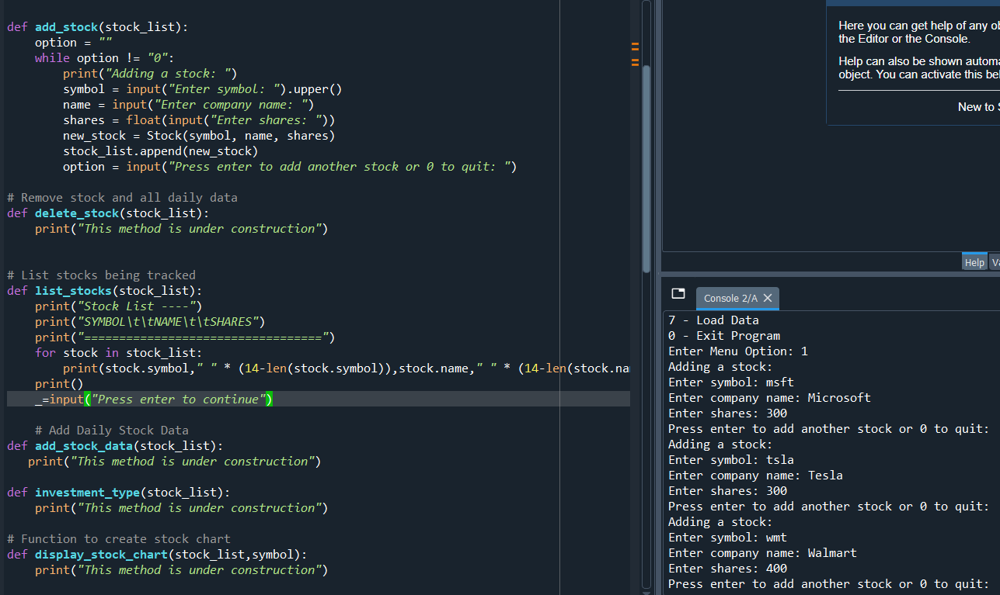 def add_stock(stock_list):
    option = ""
    while option != "0":
        print("Adding a stock: ")
        symbol = input("Enter symbol: ").upper()
        name = input("Enter company name: ")
        shares = float(input("Enter shares: "))
        new_stock = Stock(symbol, name, shares)
        stock_list.append(new_stock)
        option = input("Press enter to add another stock or 0 to quit: ")
# Remove stock and all daily data
def delete_stock(stock_list):
    print("This method is under construction")
# List stocks being tracked
def list_stocks(stock_list):
    print("Stock List ----")
    print("SYMBOL\t\tNAME\t\tSHARES")
    print("==================================")
    for stock in stock_list:
        print(stock.symbol," " * (14-len(stock.symbol)),stock.name," " * (14-len(stock.na
    print()
    _=input("Press enter to continue")
    # Add Daily Stock Data
def add_stock_data(stock_list):
   print("This method is under construction")
def investment_type(stock_list):
    print("This method is under construction")
# Function to create stock chart
def display_stock_chart(stock_list,symbol):
    print("This method is under construction")
Here you can get help of any ob
the Editor or the Console.
Help can also be shown automa
object. You can activate this be
New to
Help
Console 2/A
7 - Load Data
0 - Exit Program
Enter Menu Option: 1
Adding a stock:
Enter symbol: msft
Enter company name: Microsoft
Enter shares: 300
Press enter to add another stock or 0 to quit:
Adding a stock:
Enter symbol: tsla
Enter company name: Tesla
Enter shares: 300
Press enter to add another stock or 0 to quit:
Adding a stock:
Enter symbol: wmt
Enter company name: Walmart
Enter shares: 400
Press enter to add another stock or 0 to quit: